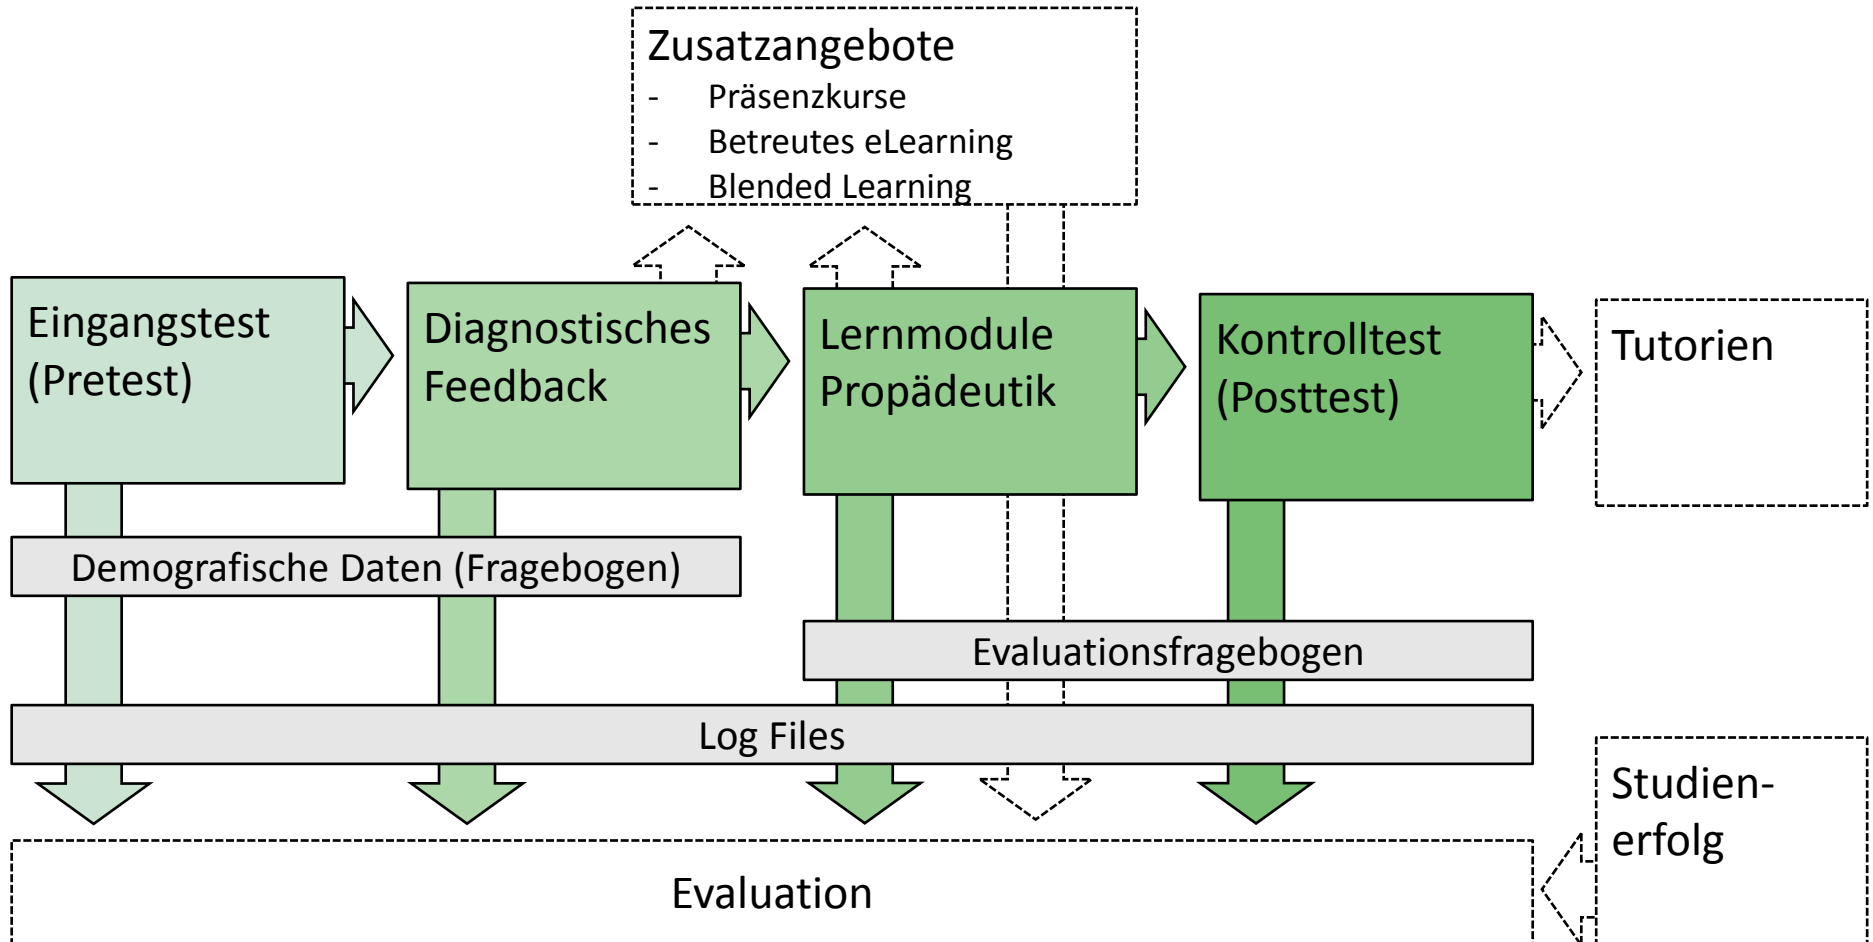 Zusatzangebote
- Präsenzkurse
- Betreutes eLearning
- Blended Learning
Eingangstest
(Pretest)
Diagnostisches
Feedback
Lernmodule
Propädeutik
Kontrolltest
(Posttest)
Tutorien
Demografische Daten (Fragebogen)
Evaluationsfragebogen
Log Files
Studien-
erfolg
Evaluation